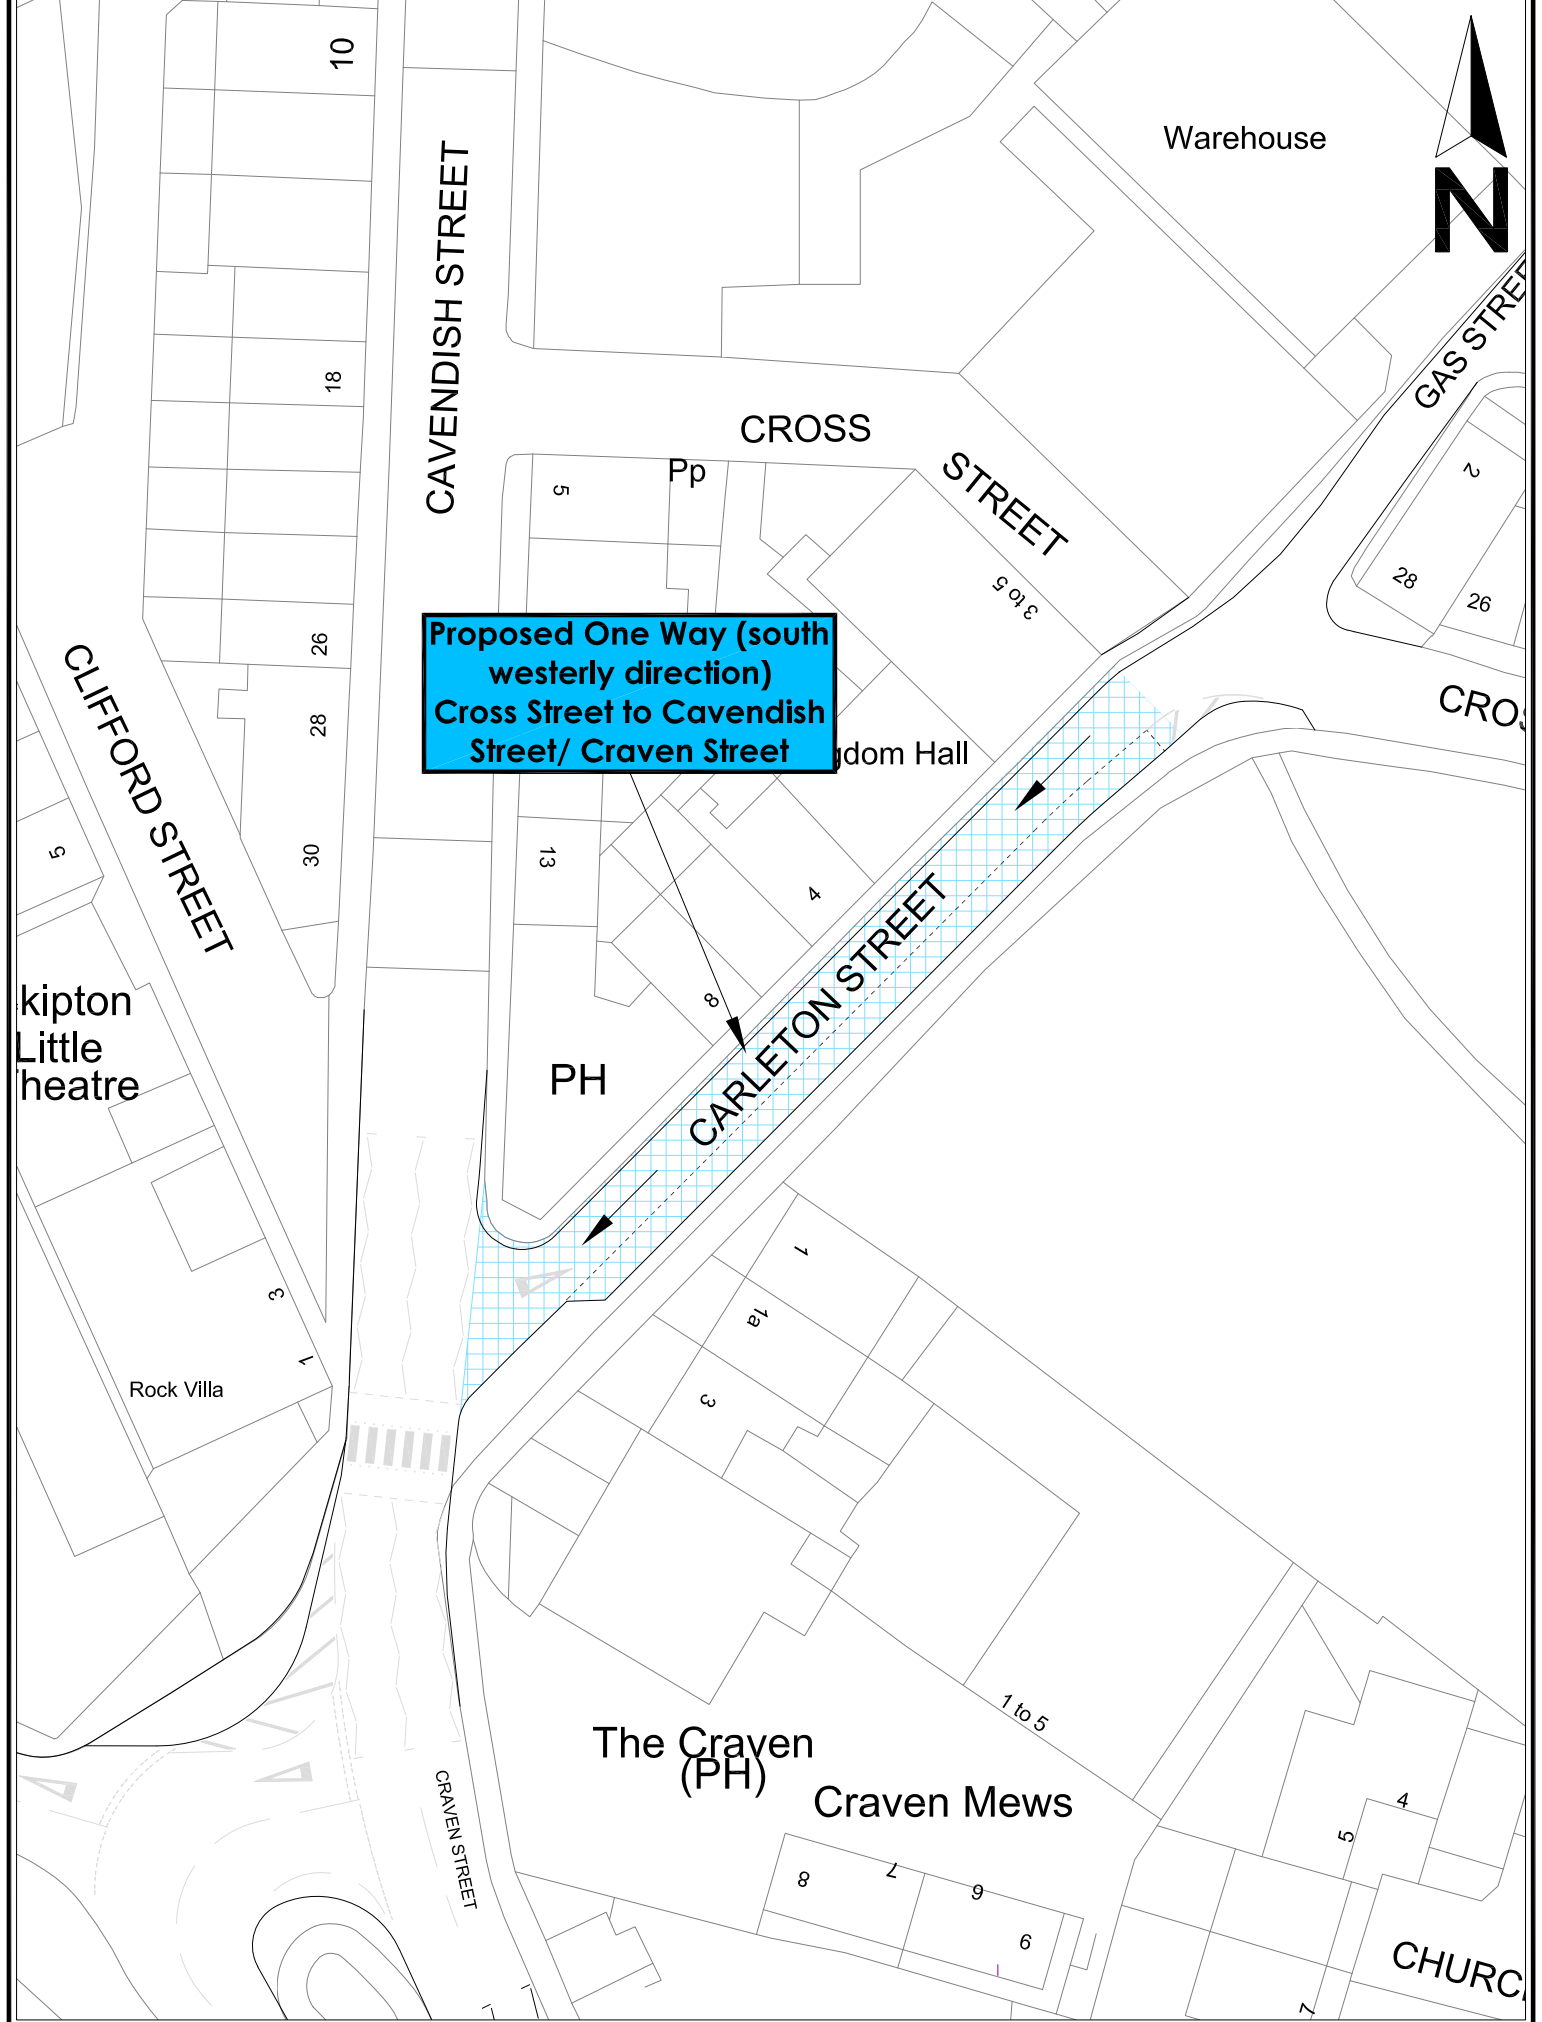 10
CAVENDISH STREET
Warehouse
N
18
CROSS
STREET
GAS STREE
5
Pp
2
3 to 5
28
26
26
28
30
CLIFFORD STREET
5
Proposed One Way (south
westerly direction)
Cross Street to Cavendish
Street/ Craven Street
gdom Hall
CROS
13
4
8
CARLETON STREET
kipton
Little
heatre
PH
3
1
Rock Villa
1
1a
3
The Craven
(PH)
1 to 5
CRAVEN STREET
Craven Mews
8
7
6
9
4
5
CHURC
7